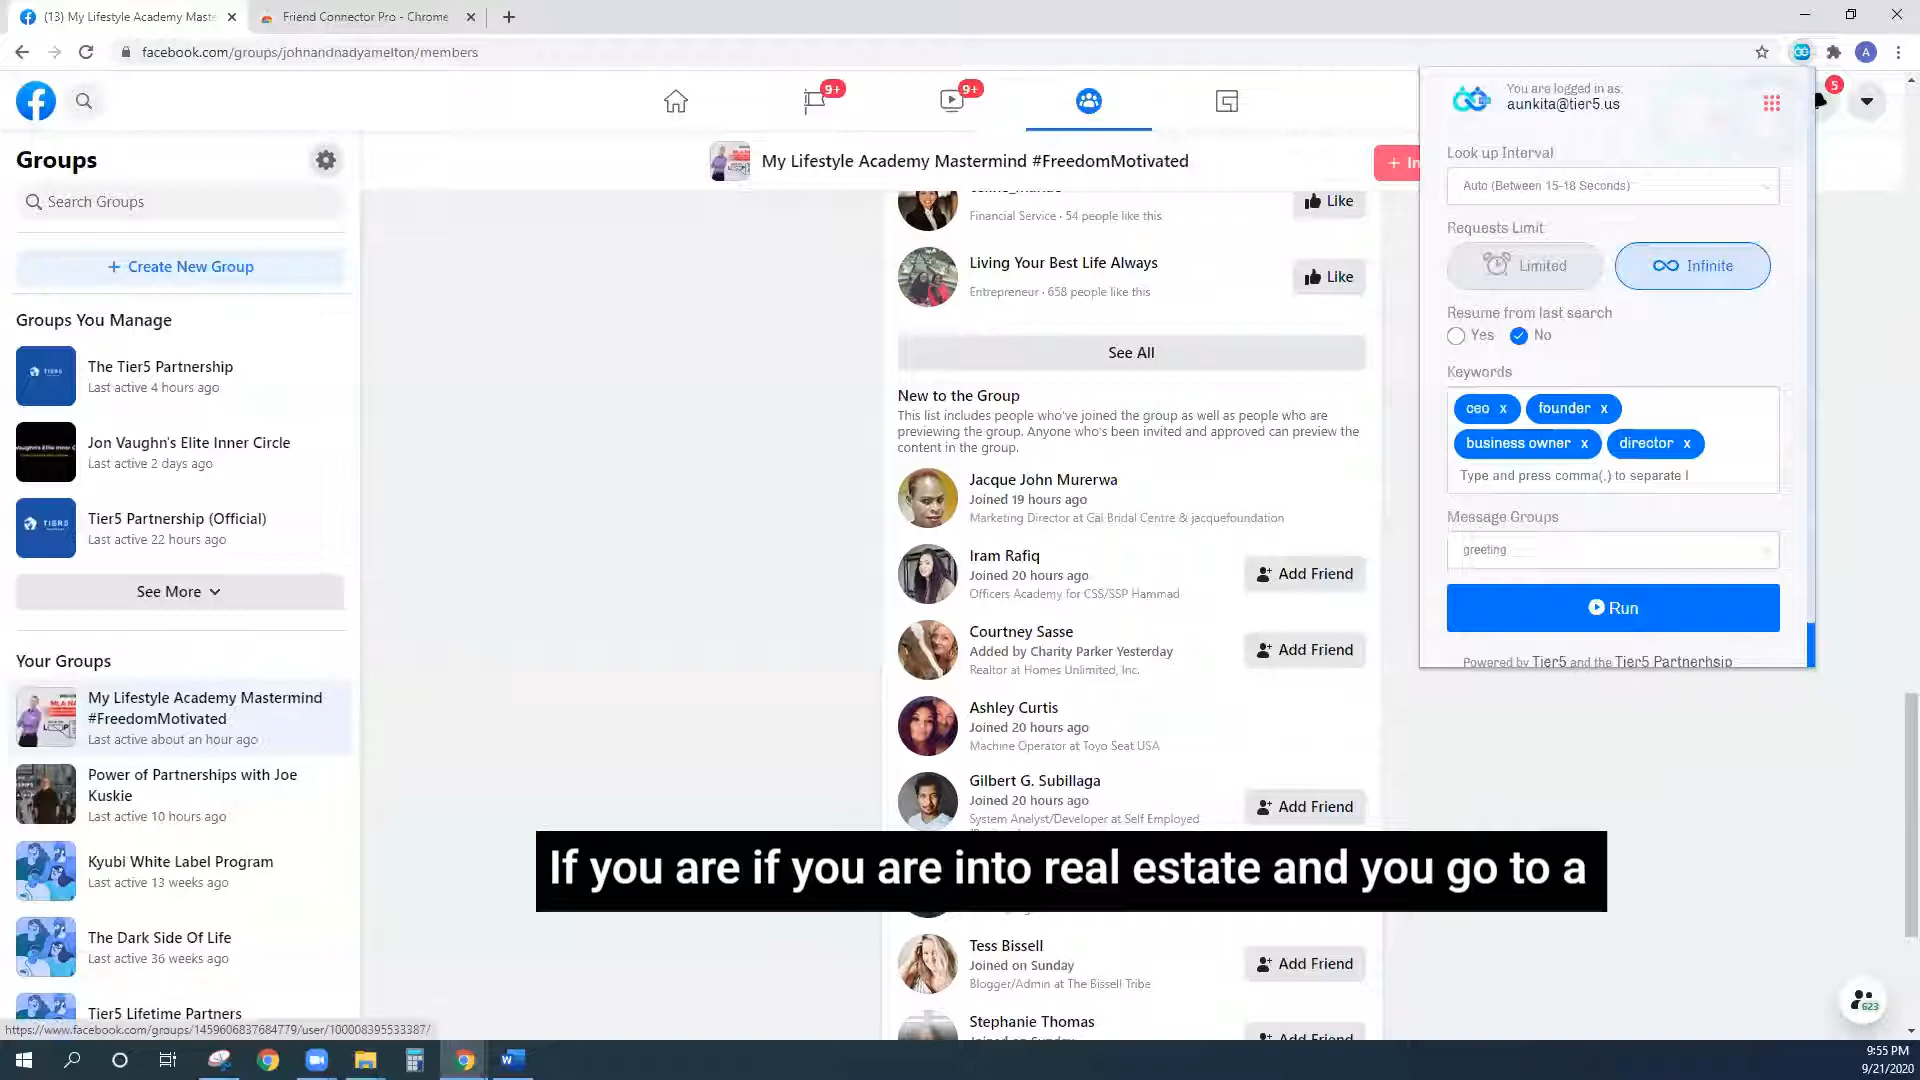 (13) My Lifestyle Academy Maste
Friend Connector Pro - Chrome
facebook.com/groups/johnandnadyamelton/members
A
9+
9+
5
Groups
Search Groups
+ Create New Group
Groups You Manage
The Tier5 Partnership
Last active 4 hours ago
Jon Vaughn's Elite Inner Circle
Last active 2 days ago
Tier5 Partnership (Official)
Last active 22 hours ago
See More
Your Groups
My Lifestyle Academy Mastermind
#FreedomMotivated
Last active about an hour ago
Power of Partnerships with Joe
Kuskie
Last active 10 hours ago
Kyubi White Label Program
Last active 13 weeks ago
The Dark Side Of Life
Last active 36 weeks ago
Tier5 Lifetime Partners
https://www.facebook.com/groups/1459606837684779/user/100008395533387/
My Lifestyle Academy Mastermind #FreedomMotivated
+ In
Financial Service · 54 people like this
Like
Living Your Best Life Always
Entrepreneur · 658 people like this
Like
See All
New to the Group
This list includes people who've joined the group as well as people who are
previewing the group. Anyone who's been invited and approved can preview the
content in the group.
Jacque John Murerwa
Joined 19 hours ago
Marketing Director at Gai Bridal Centre & jacquefoundation
Iram Rafiq
Joined 20 hours ago
Officers Academy for CSS/SSP Hammad
Add Friend
Courtney Sasse
Added by Charity Parker Yesterday
Realtor at Homes Unlimited, Inc.
Add Friend
Ashley Curtis
Joined 20 hours ago
Machine Operator at Toyo Seat USA
Gilbert G. Subillaga
Joined 20 hours ago
System Analyst/Developer at Self Employed
Add Friend
If you are if you are into real estate and you go to a
Tess Bissell
Joined on Sunday
Blogger/Admin at The Bissell Tribe
Add Friend
Stephanie Thomas
Joined on Sunday
Add Friend
You are logged in as:
aunkita@tier5.us
Look up Interval
Auto (Between 15-18 Seconds)
Requests Limit
Limited
Infinite
Resume from last search
Yes
No
Keywords
ceo x
founder x
business owner x
director x
Type and press comma(,) to separate l
Message Groups
greeting
Run
Powered by Tier5 and the Tier5 Partnerhsip
623
9:55 PM
9/21/2020